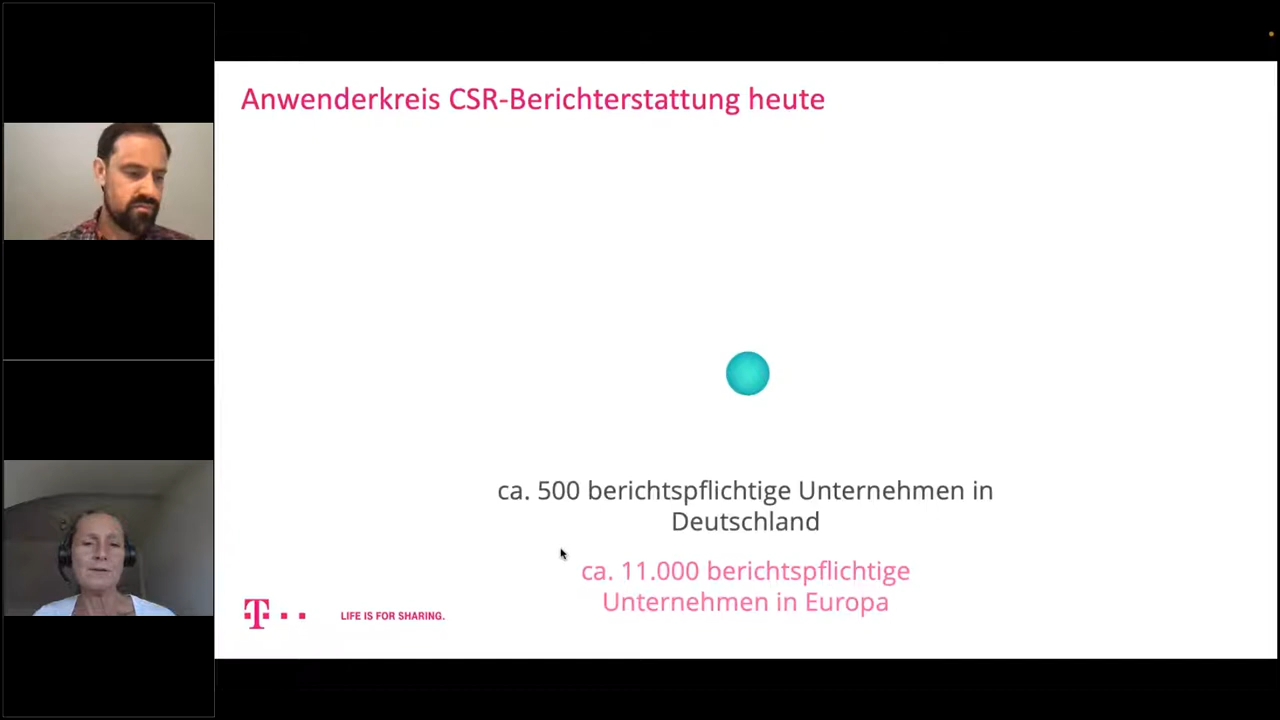 Anwenderkreis CSR-Berichterstattung heute
ca. 500 berichtspflichtige Unternehmen in
Deutschland
ca. 11.000 berichtspflichtige
Unternehmen in Europa
T
LIFE IS FOR SHARING.